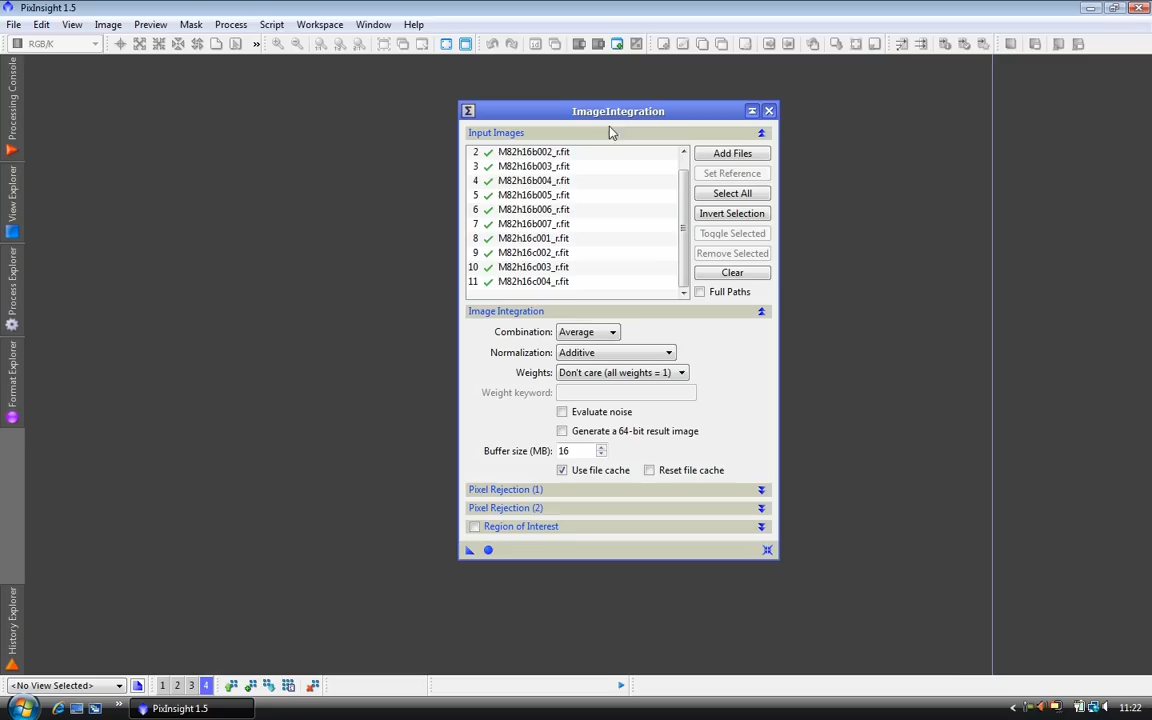 PixInsight 1.5
File Edit View Image Preview Mask Process Script Workspace Window Help
RGB/K
Processing Console
View Explorer
Process Explorer
Format Explorer
History Explorer
ImageIntegration
Input Images
2 M82h16b002_r.fit
3 M82h16b003_r.fit
4 M82h16b004_r.fit
5 M82h16b005_r.fit
6 M82h16b006_r.fit
7 M82h16b007_r.fit
8 M82h16c001_r.fit
9 M82h16c002_r.fit
10 M82h16c003_r.fit
11 M82h16c004_r.fit
Add Files
Set Reference
Select All
Invert Selection
Toggle Selected
Remove Selected
Clear
Full Paths
Image Integration
Combination: Average
Normalization: Additive
Weights: Don't care (all weights = 1)
Weight keyword:
Evaluate noise
Generate a 64-bit result image
Buffer size (MB): 16
Use file cache Reset file cache
Pixel Rejection (1)
Pixel Rejection (2)
Region of Interest
<No View Selected> 1 2 3 4
PixInsight 1.5
11:22